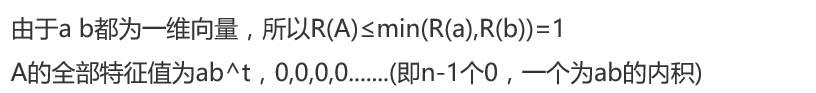 由于a b都为一维向量，所以R(A)≤min(R(a),R(b))=1
A的全部特征值为ab^t，0,0,0,0.......(即n-1个0，一个为ab的内积)